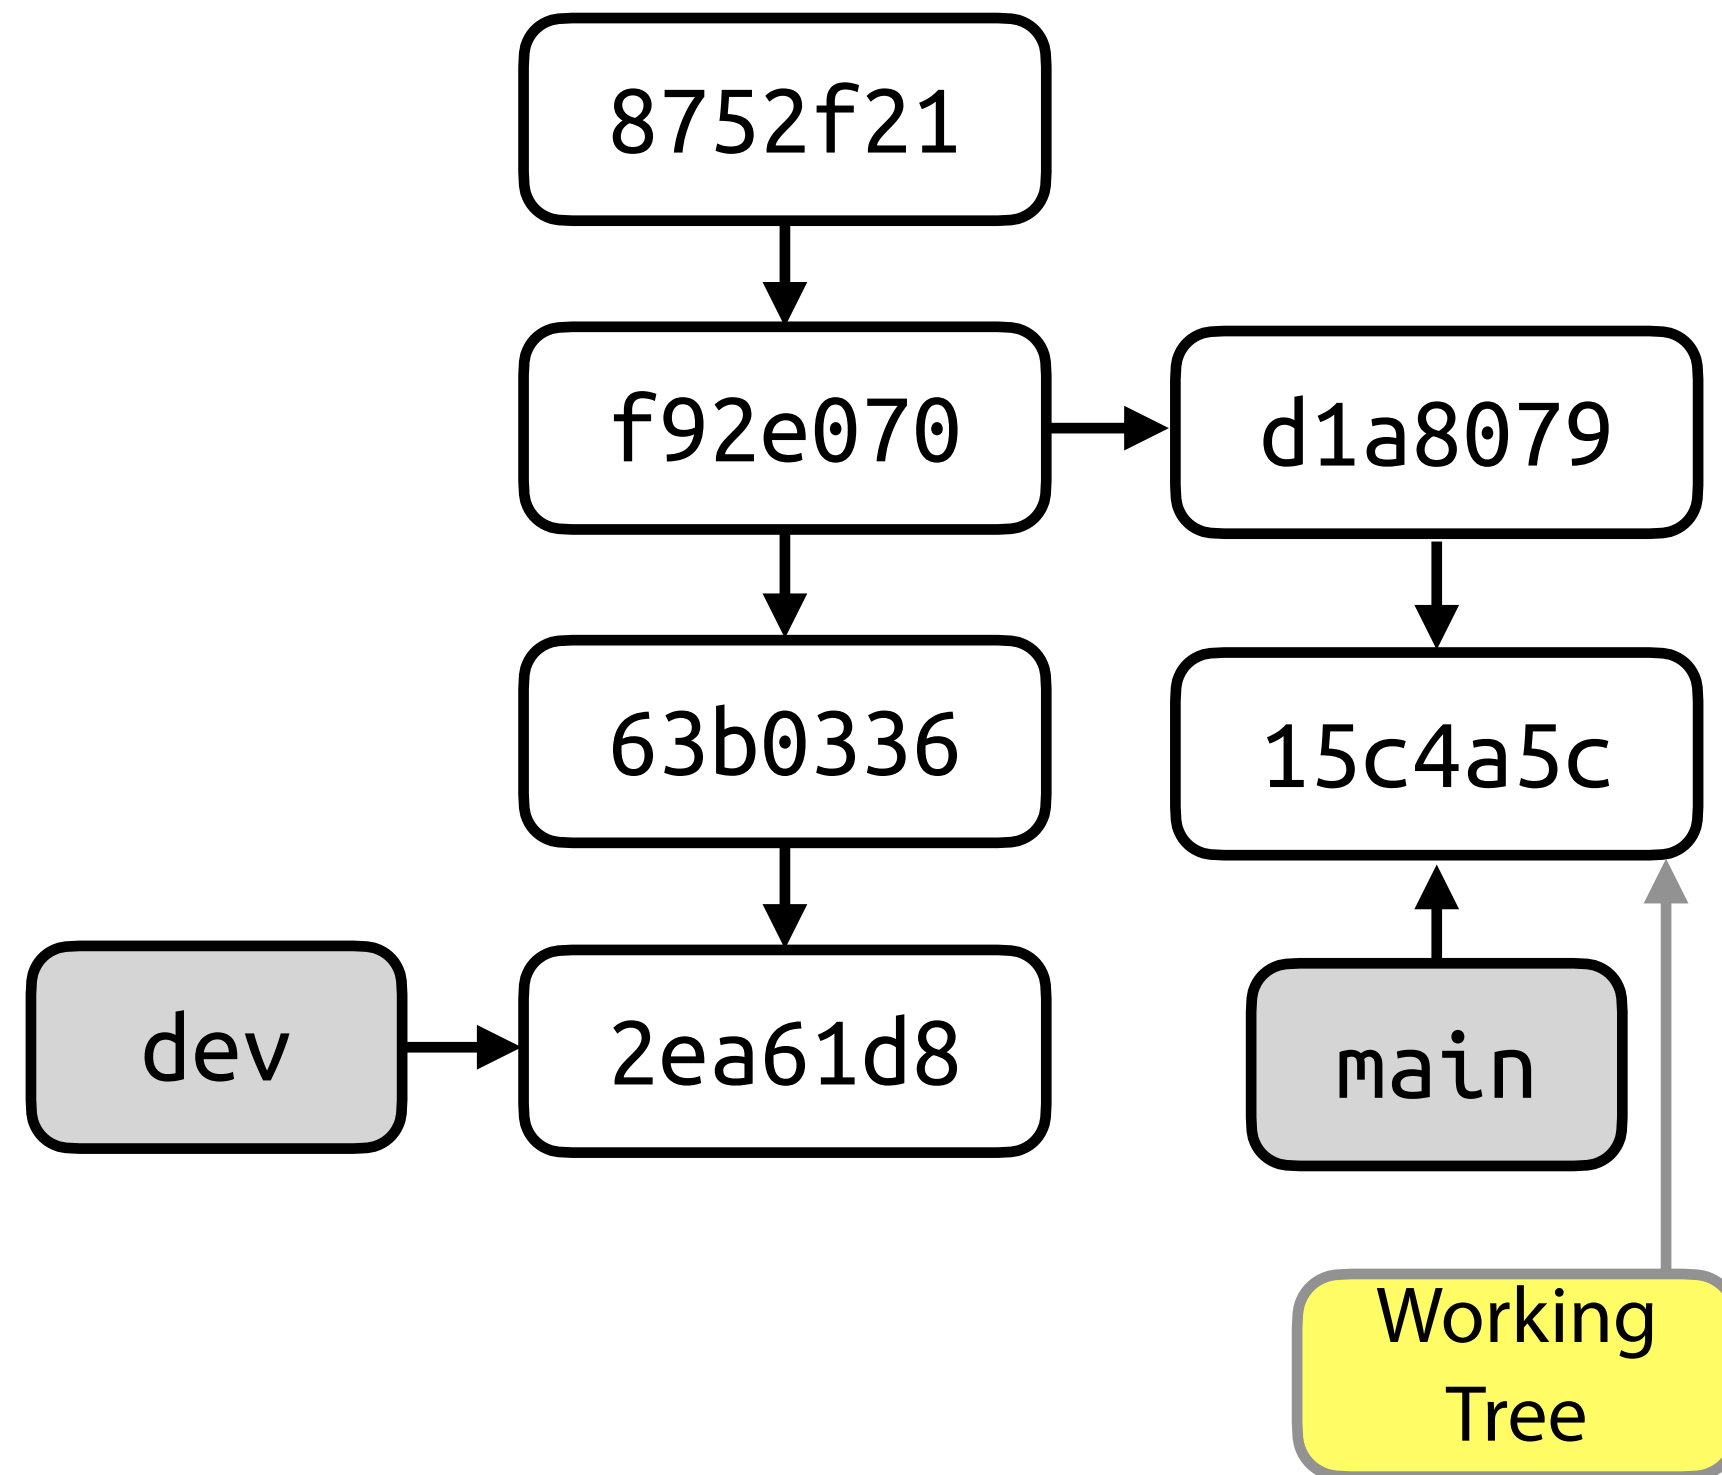 8752f21
f92e070
d1a8079
63b0336
15c4a5c
dev
2ea61d8
main
Working
Tree